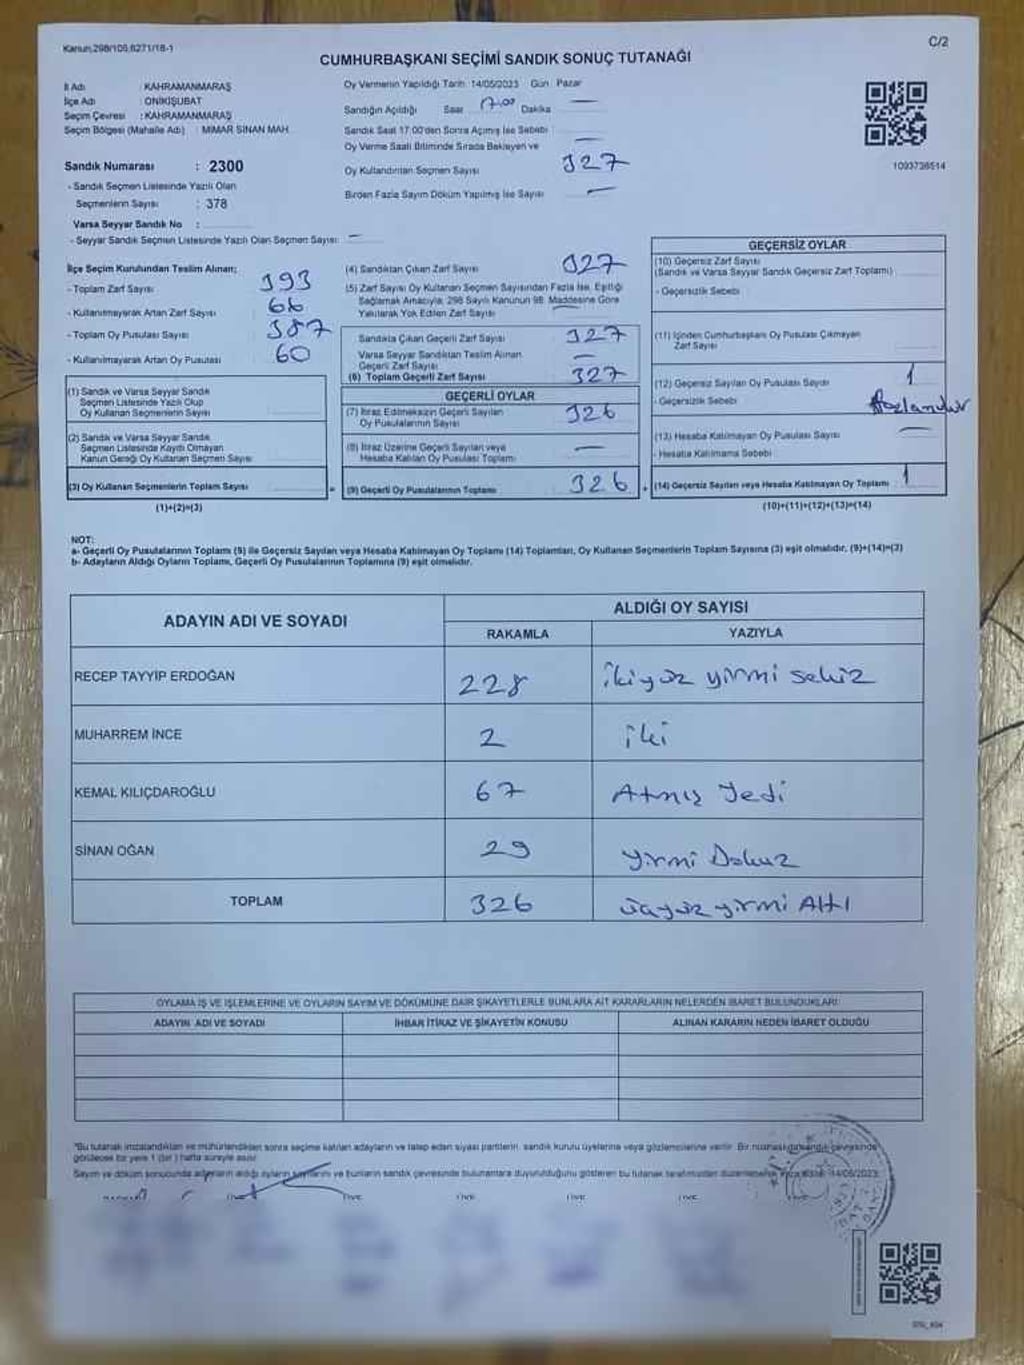 Kanun,298/105,6271/18-1
C/2
CUMHURBAŞKANI SEÇİMİ SANDIK SONUÇ TUTANAĞI
İl Adı : KAHRAMANMARAŞ
İlçe Adı : ONİKİŞUBAT
Seçim Çevresi : KAHRAMANMARAŞ
Seçim Bölgesi (Mahalle Adı) : MİMAR SİNAN MAH.
Oy Vermenin Yapıldığı Tarih 14/05/2023 Gün Pazar
Sandığın Açıldığı Saat 17.00 Dakika —
Sandık Saat 17:00'den Sonra Açılmış İse Sebebi —
Oy Verme Saati Bitiminde Sırada Bekleyen ve
Oy Kullandırılan Seçmen Sayısı 327
Birden Fazla Sayım Döküm Yapılmış İse Sayısı —
1093736514
Sandık Numarası : 2300
- Sandık Seçmen Listesinde Yazılı Olan
Seçmenlerin Sayısı : 378
Varsa Seyyar Sandık No :
- Seyyar Sandık Seçmen Listesinde Yazılı Olan Seçmen Sayısı —
İlçe Seçim Kurulundan Teslim Alınan;
- Toplam Zarf Sayısı 393
- Kullanılmayarak Artan Zarf Sayısı 66
- Toplam Oy Pusulası Sayısı 387
- Kullanılmayarak Artan Oy Pusulası 60
(1) Sandık ve Varsa Seyyar Sandık
Seçmen Listesinde Yazılı Olup
Oy Kullanan Seçmenlerin Sayısı
(2) Sandık ve Varsa Seyyar Sandık,
Seçmen Listesinde Kayıtlı Olmayan
Kanun Gereği Oy Kullanan Seçmen Sayısı
(3) Oy Kullanan Seçmenlerin Toplam Sayısı
(1)+(2)=(3)
(4) Sandıktan Çıkan Zarf Sayısı 327
(5) Zarf Sayısı Oy Kullanan Seçmen Sayısından Fazla İse, Eşitliği
Sağlamak Amacıyla, 298 Sayılı Kanunun 98. Maddesine Göre
Yakılarak Yok Edilen Zarf Sayısı —
Sandıkta Çıkan Geçerli Zarf Sayısı 327
Varsa Seyyar Sandıktan Teslim Alınan
Geçerli Zarf Sayısı —
(6) Toplam Geçerli Zarf Sayısı 327
GEÇERLİ OYLAR
(7) İtiraz Edilmeksizin Geçerli Sayılan
Oy Pusulalarının Sayısı 326
(8) İtiraz Üzerine Geçerli Sayılan veya
Hesaba Katılan Oy Pusulası Toplamı —
= (9) Geçerli Oy Pusulalarının Toplamı 326
GEÇERSİZ OYLAR
(10) Geçersiz Zarf Sayısı
(Sandık ve Varsa Seyyar Sandık Geçersiz Zarf Toplamı)
- Geçersizlik Sebebi
(11) İçinden Cumhurbaşkanı Oy Pusulası Çıkmayan
Zarf Sayısı
(12) Geçersiz Sayılan Oy Pusulası Sayısı 1
- Geçersizlik Sebebi
(13) Hesaba Katılmayan Oy Pusulası Sayısı —
- Hesaba Katılmama Sebebi
+ (14) Geçersiz Sayılan veya Hesaba Katılmayan Oy Toplamı 1
(10)+(11)+(12)+(13)=(14)
NOT:
a- Geçerli Oy Pusulalarının Toplamı (9) ile Geçersiz Sayılan veya Hesaba Katılmayan Oy Toplamı (14) Toplamları, Oy Kullanan Seçmenlerin Toplam Sayısına (3) eşit olmalıdır. (9)+(14)=(3)
b- Adayların Aldığı Oyların Toplamı, Geçerli Oy Pusulalarının Toplamına (9) eşit olmalıdır.
ADAYIN ADI VE SOYADI
ALDIĞI OY SAYISI
RAKAMLA YAZIYLA
RECEP TAYYİP ERDOĞAN 228 ikiyüz yirmi sekiz
MUHARREM İNCE 2 iki
KEMAL KILIÇDAROĞLU 67 Atmış Yedi
SİNAN OĞAN 29 Yirmi Dokuz
TOPLAM 326 üçyüz yirmi Altı
OYLAMA İŞ VE İŞLEMLERİNE VE OYLARIN SAYIM VE DÖKÜMÜNE DAİR ŞİKAYETLERLE BUNLARA AİT KARARLARIN NELERDEN İBARET BULUNDUKLARI
ADAYIN ADI VE SOYADI İHBAR İTİRAZ VE ŞİKAYETİN KONUSU ALINAN KARARIN NEDEN İBARET OLDUĞU
*Bu tutanak imzalandıktan ve mühürlendikten sonra seçime katılan adayların ve talep eden siyasi partilerin, sandık kurulu üyelerine veya gözlemcilerine verilir. Bir nüshası da sandık çevresinde
görülecek bir yere 1 (bir) hafta süreyle asılır.
Sayım ve döküm sonucunda adayların aldığı oyların sayılarını ve bunların sandık çevresinde bulunanlara duyurulduğunu gösteren bu tutanak tarafımızdan düzenlenerek 14/05/2023
ÜYE ÜYE ÜYE ÜYE ÜYE